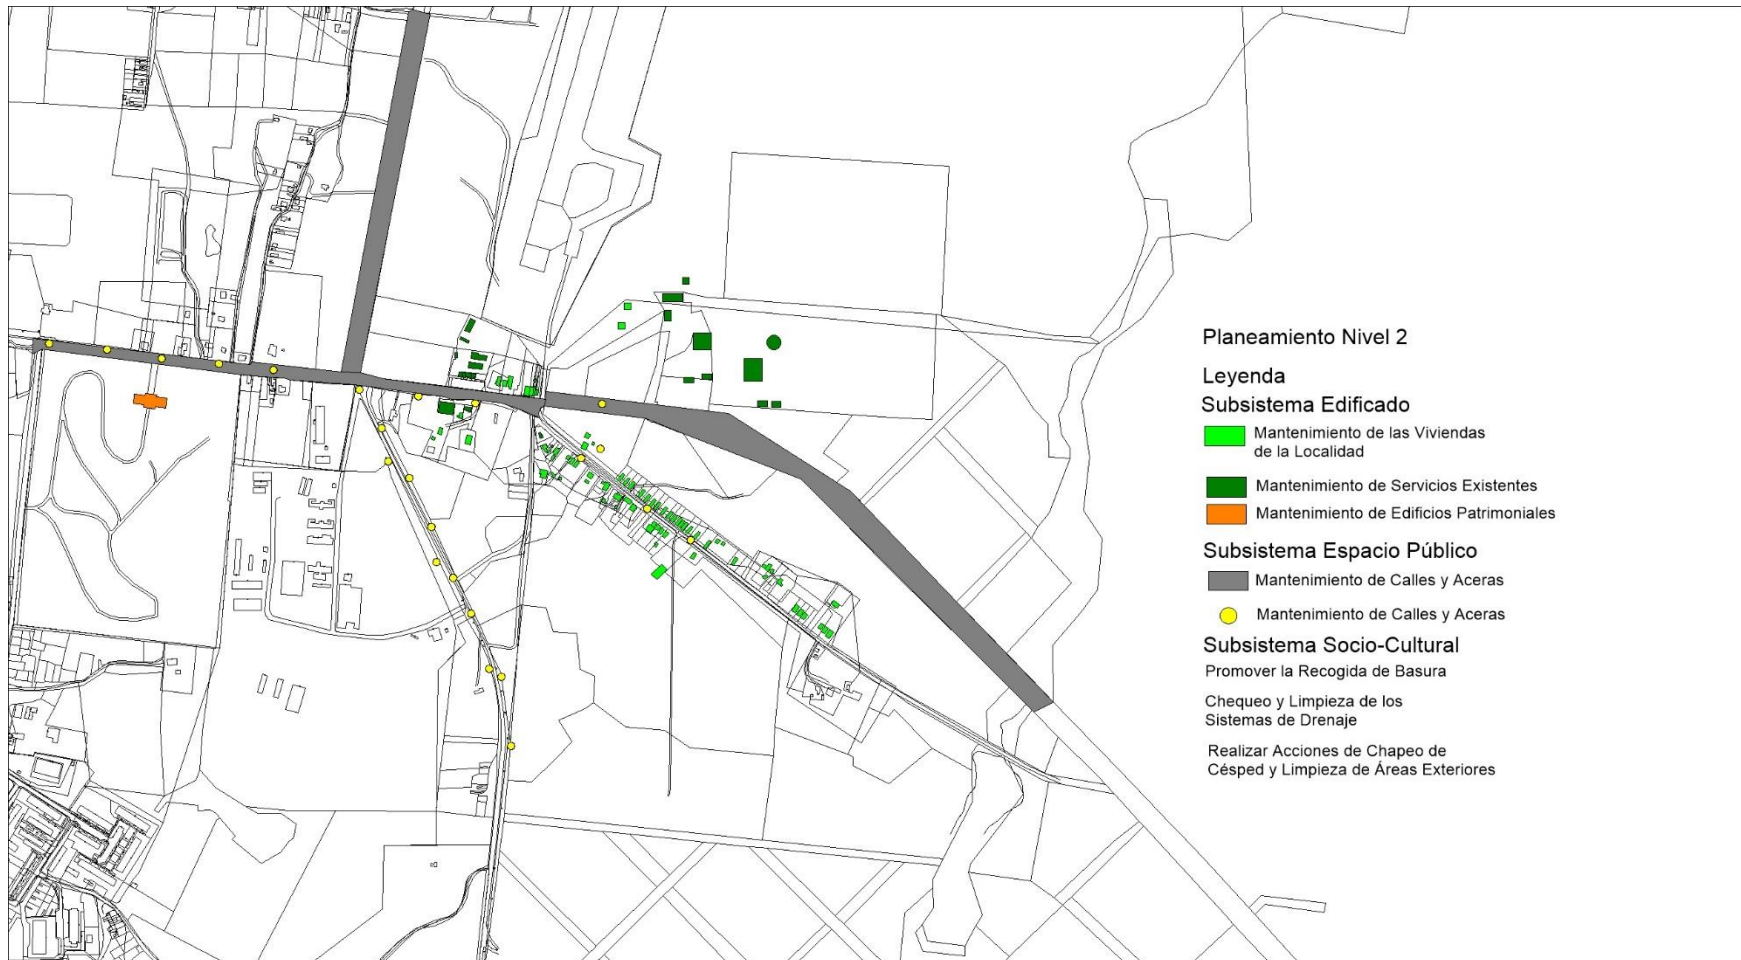 Planeamiento Nivel 2
Leyenda
Subsistema Edificado
Mantenimiento de las Viviendas
de la Localidad
Mantenimiento de Servicios Existentes
Mantenimiento de Edificios Patrimoniales
Subsistema Espacio Público
Mantenimiento de Calles y Aceras
Mantenimiento de Calles y Aceras
Subsistema Socio-Cultural
Promover la Recogida de Basura
Chequeo y Limpieza de los
Sistemas de Drenaje
Realizar Acciones de Chapeo de
Césped y Limpieza de Áreas Exteriores